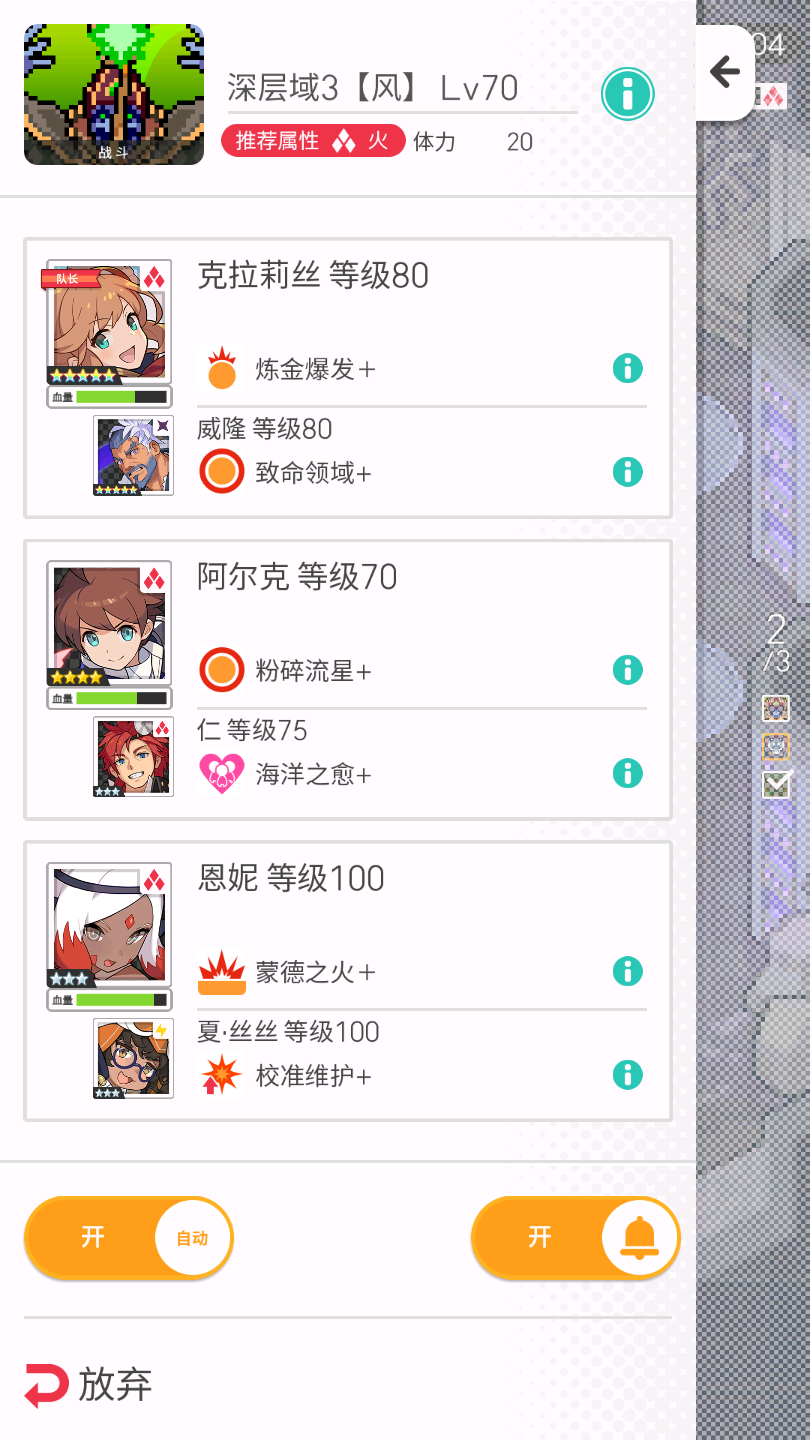 04
战斗
深层域3【风】 Lv70
推荐属性 火 体力 20
队长
克拉莉丝 等级80
血量
炼金爆发+
威隆 等级80
致命领域+
阿尔克 等级70
血量
粉碎流星+
仁 等级75
海洋之愈+
2
/3
恩妮 等级100
血量
蒙德之火+
夏·丝丝 等级100
校准维护+
开 自动
开
放弃